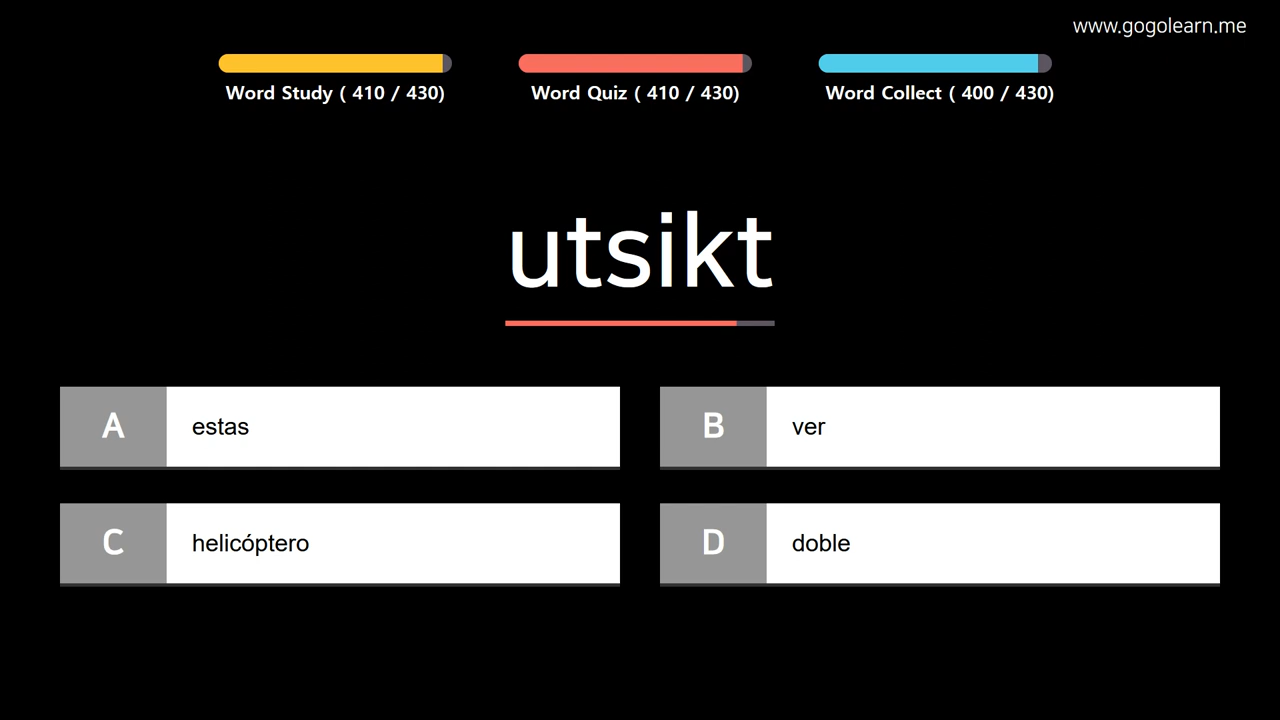 www.gogolearn.me
Word Study ( 410 / 430)
Word Quiz ( 410 / 430)
Word Collect ( 400 / 430)
utsikt
A estas
B ver
C helicóptero
D doble